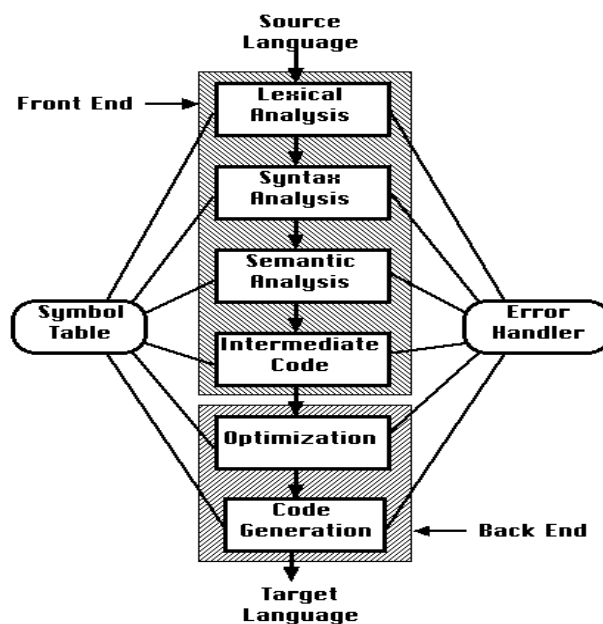 Source
Language
Front End
Lexical
Analysis
Syntax
Analysis
Semantic
Analysis
Symbol
Table
Error
Handler
Intermediate
Code
Optimization
Code
Generation
Back End
Target
Language